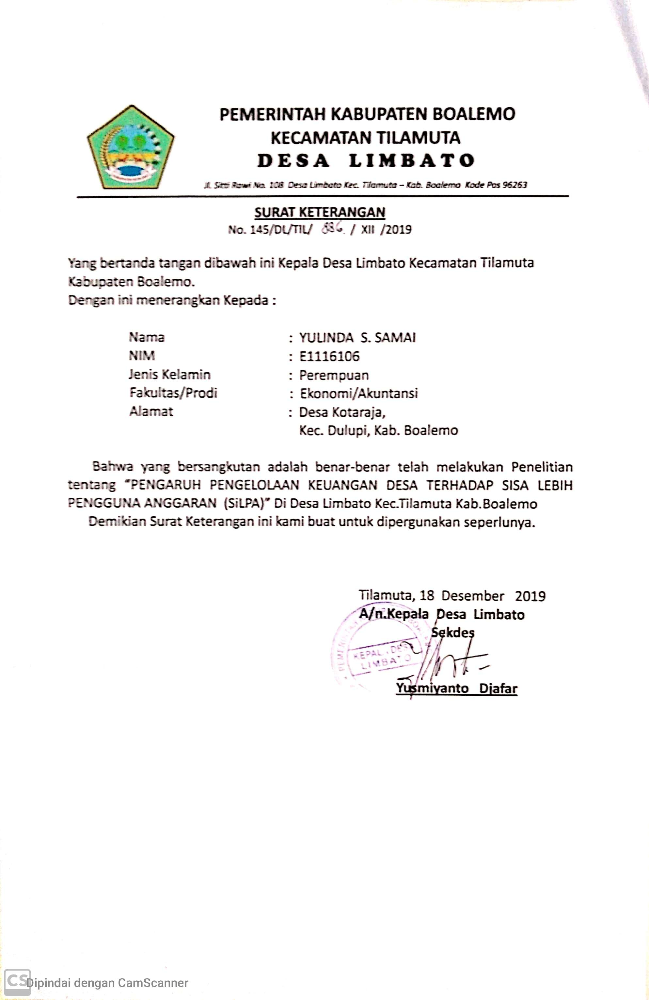 PEMERINTAH KABUPATEN BOALEMO
KECAMATAN TILAMUTA
DESA LIMBATO
Jl. Sitti Rawi No. 108 Desa Limbato Kec. Tilamuta – Kab. Boalemo Kode Pos 96263
SURAT KETERANGAN
No. 145/DL/TIL/ 886 / XII /2019
Yang bertanda tangan dibawah ini Kepala Desa Limbato Kecamatan Tilamuta
Kabupaten Boalemo.
Dengan ini menerangkan Kepada :
Nama : YULINDA S. SAMAI
NIM : E1116106
Jenis Kelamin : Perempuan
Fakultas/Prodi : Ekonomi/Akuntansi
Alamat : Desa Kotaraja,
Kec. Dulupi, Kab. Boalemo
Bahwa yang bersangkutan adalah benar-benar telah melakukan Penelitian
tentang “PENGARUH PENGELOLAAN KEUANGAN DESA TERHADAP SISA LEBIH
PENGGUNA ANGGARAN (SiLPA)” Di Desa Limbato Kec.Tilamuta Kab.Boalemo
Demikian Surat Keterangan ini kami buat untuk dipergunakan seperlunya.
Tilamuta, 18 Desember 2019
A/n.Kepala Desa Limbato
Sekdes
KEPALA DESA
LIMBATO
Yusmiyanto Djafar
CS Dipindai dengan CamScanner